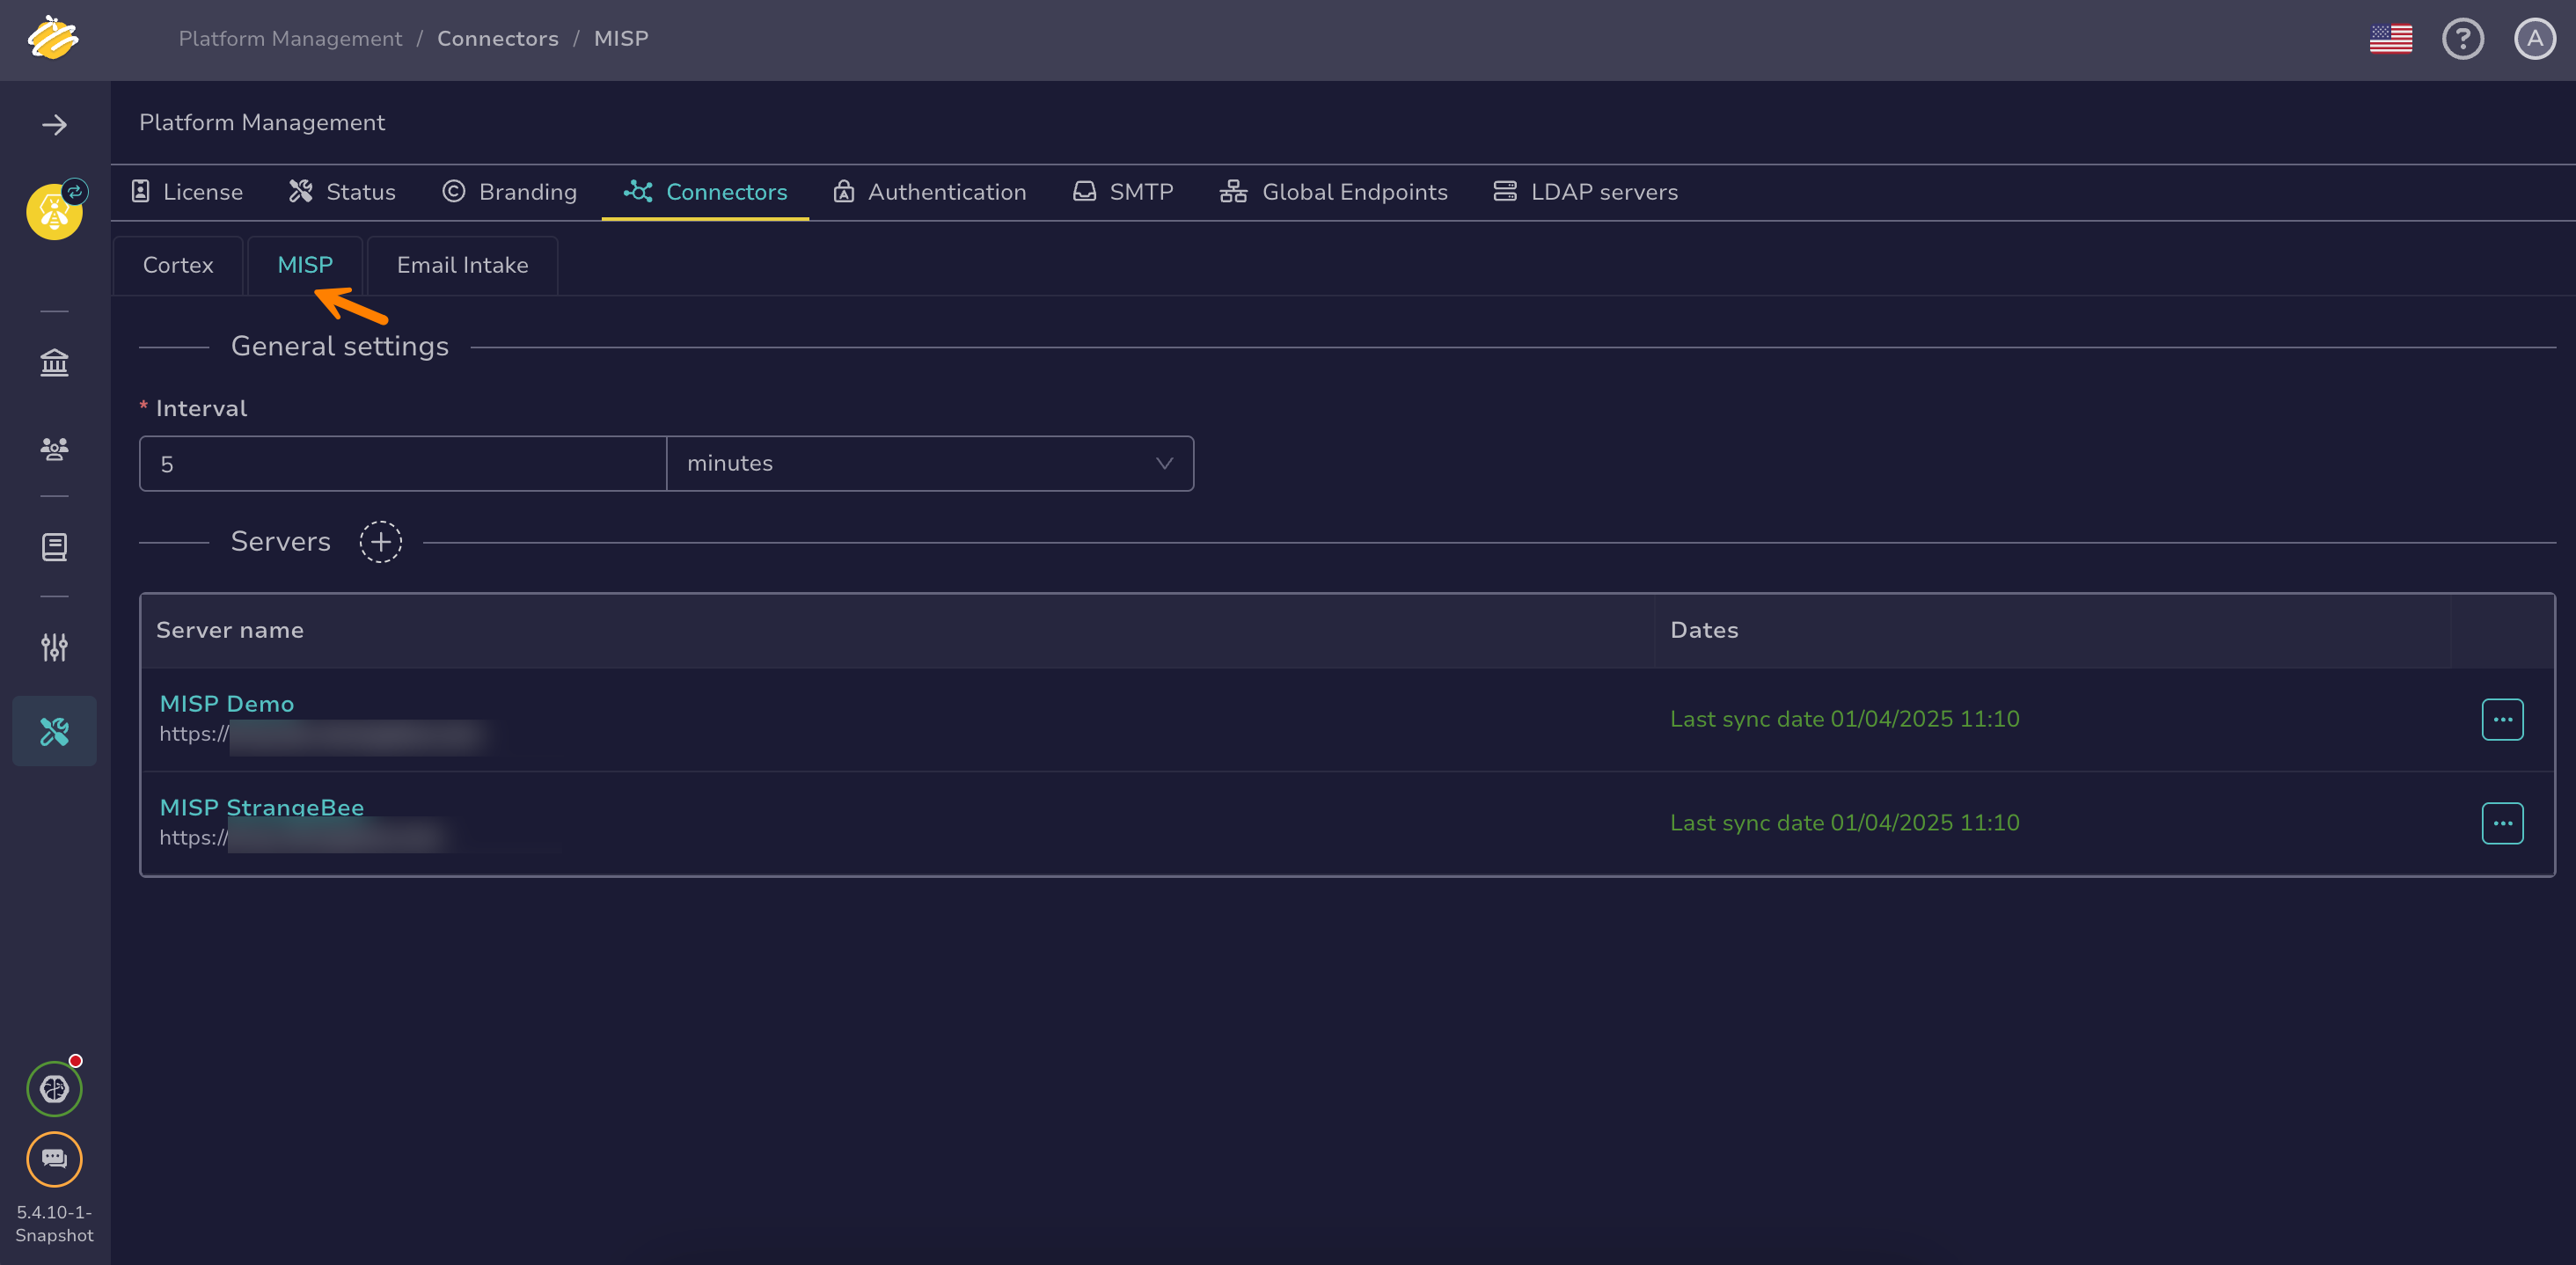 Platform Management / Connectors / MISP
A
Platform Management
License Status Branding Connectors Authentication SMTP Global Endpoints LDAP servers
Cortex MISP Email Intake
General settings
* Interval
5 minutes
Servers
Server name Dates
MISP Demo
https://
Last sync date 01/04/2025 11:10
MISP StrangeBee
https://
Last sync date 01/04/2025 11:10
5.4.10-1-
Snapshot